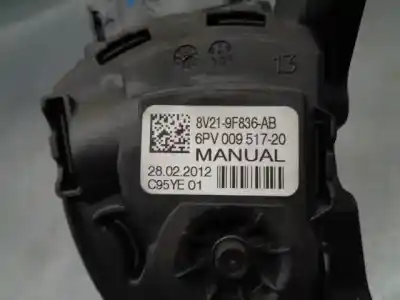 13
8V21-9F836-AB
6PV 009 517-20
MANUAL
28.02.2012
C95YE 01